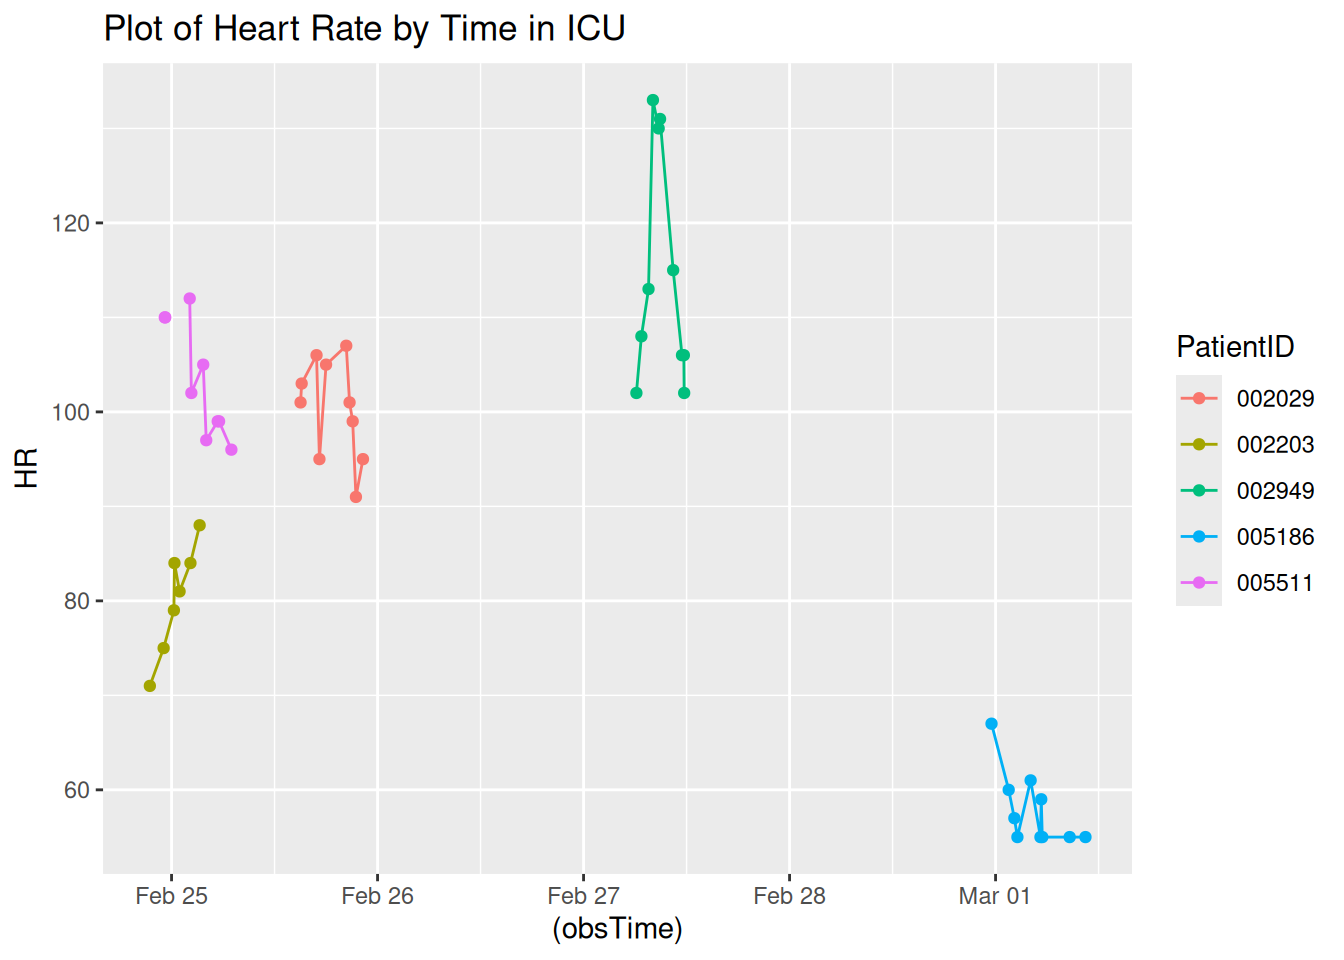 Plot of Heart Rate by Time in ICU
HR
120
100
80
60
Feb 25
Feb 26
Feb 27
Feb 28
Mar 01
(obsTime)
PatientID
002029
002203
002949
005186
005511